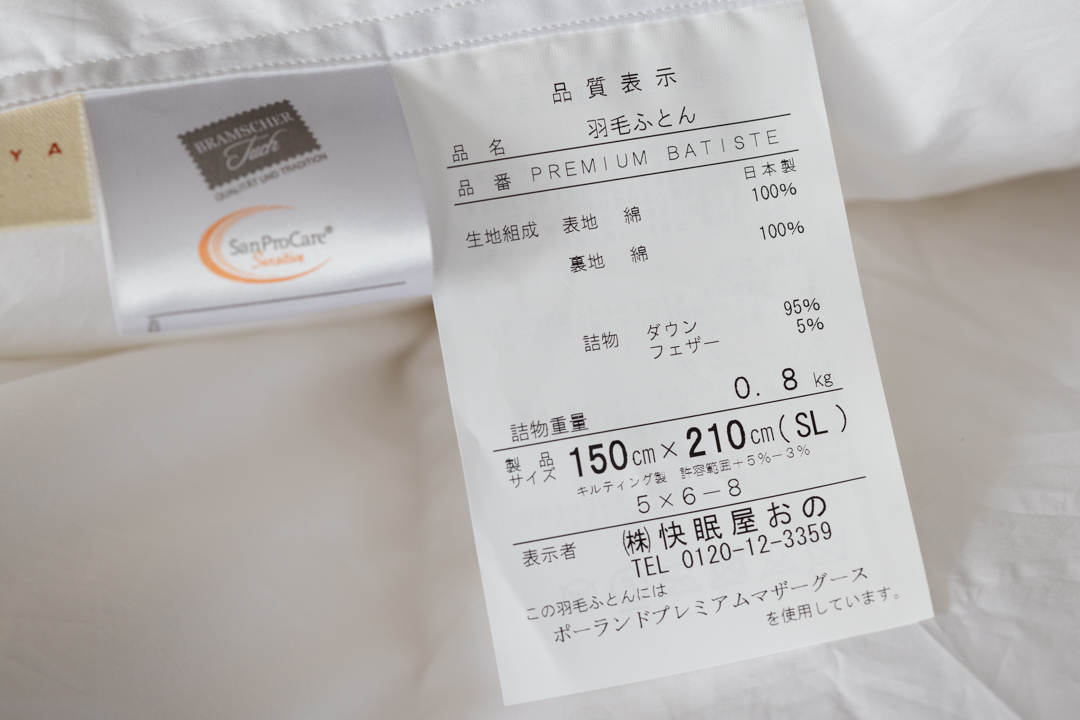 Y A
BRAMSCHER
Tuch
QUALITÄT UND TRADITION
SanProCare®
Sensitive
品質表示
品名 羽毛ふとん
品番 PREMIUM BATISTE
日本製
生地組成 表地 綿 100%
裏地 綿 100%
詰物 ダウン 95%
フェザー 5%
詰物重量 0.8 kg
製品サイズ 150cm×210cm(SL)
キルティング製 許容範囲+5%-3%
5×6-8
表示者 ㈱快眠屋おの
TEL 0120-12-3359
この羽毛ふとんには
ポーランドプレミアムマザーグース
を使用しています。